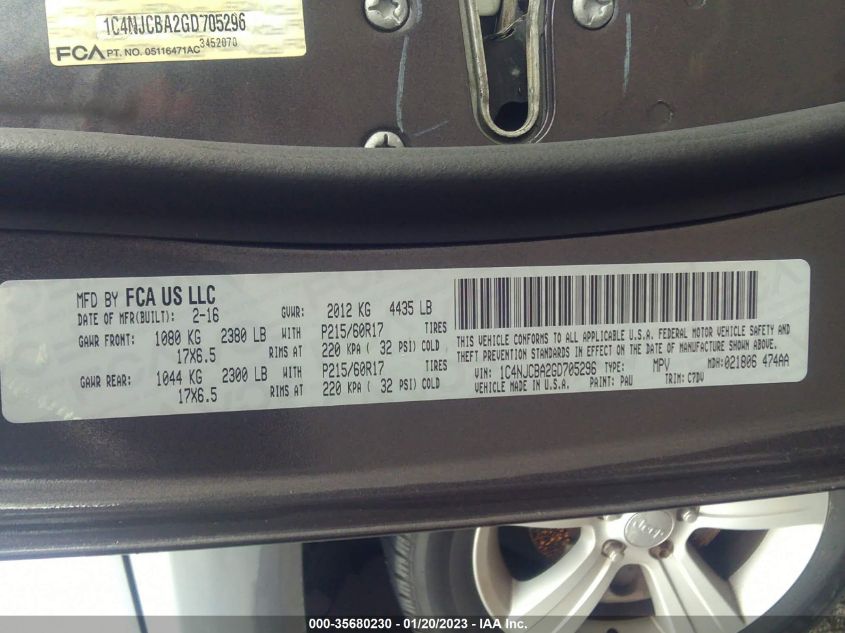 1C4NJCBA2GD705296
FCA PT. NO. 05116471AC 3452070
MFD BY FCA US LLC
DATE OF MFR(BUILT): 2-16 GVWR: 2012 KG 4435 LB
GAWR FRONT: 1080 KG 2380 LB WITH P215/60R17 TIRES
17X6.5 RIMS AT 220 KPA ( 32 PSI) COLD
GAWR REAR: 1044 KG 2300 LB WITH P215/60R17 TIRES
17X6.5 RIMS AT 220 KPA ( 32 PSI) COLD
THIS VEHICLE CONFORMS TO ALL APPLICABLE U.S.A. FEDERAL MOTOR VEHICLE SAFETY AND
THEFT PREVENTION STANDARDS IN EFFECT ON THE DATE OF MANUFACTURE SHOWN ABOVE.
VIN: 1C4NJCBA2GD705296 TYPE: MPV MDH:021806 474AA
VEHICLE MADE IN U.S.A. PAINT: PAU TRIM: C7DV
Jeep
000-35680230 - 01/20/2023 - IAA Inc.